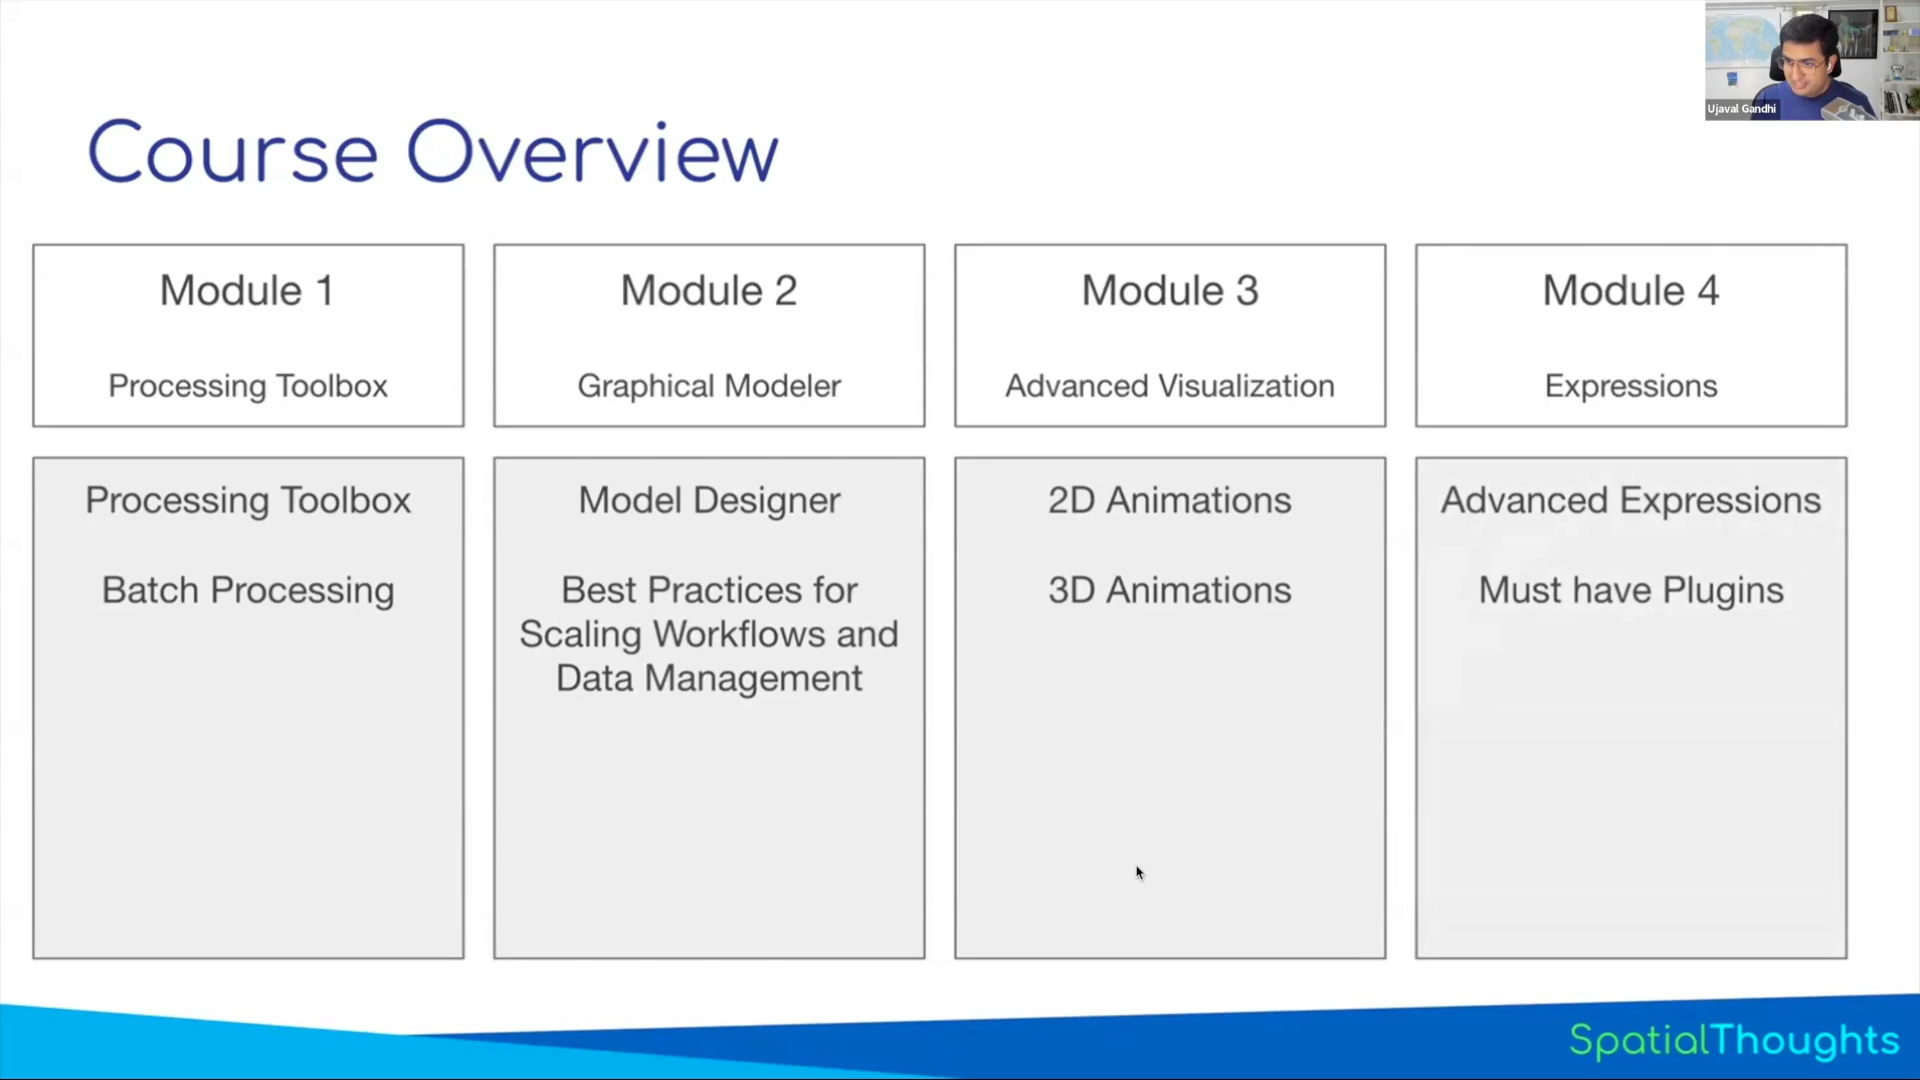 Ujaval Gandhi
Course Overview
Module 1
Processing Toolbox
Module 2
Graphical Modeler
Module 3
Advanced Visualization
Module 4
Expressions
Processing Toolbox
Batch Processing
Model Designer
Best Practices for
Scaling Workflows and
Data Management
2D Animations
3D Animations
Advanced Expressions
Must have Plugins
SpatialThoughts